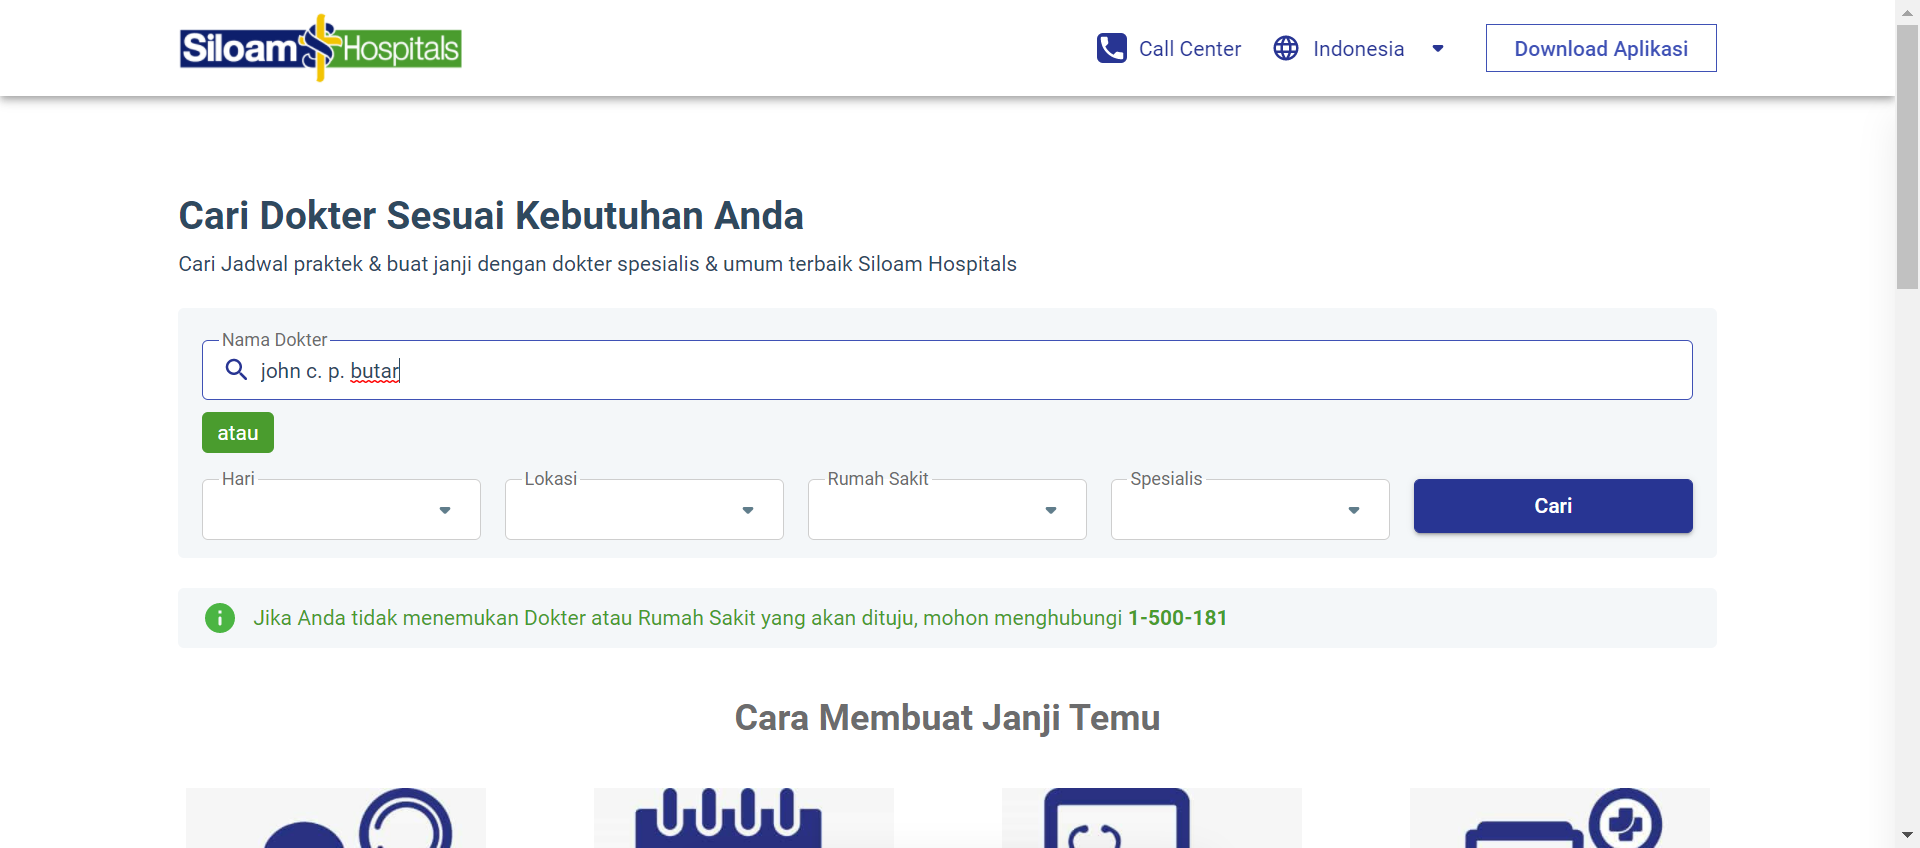 Siloam Hospitals
Call Center
Indonesia
Download Aplikasi
Cari Dokter Sesuai Kebutuhan Anda
Cari Jadwal praktek & buat janji dengan dokter spesialis & umum terbaik Siloam Hospitals
Nama Dokter
john c. p. butar
atau
Hari
Lokasi
Rumah Sakit
Spesialis
Cari
Jika Anda tidak menemukan Dokter atau Rumah Sakit yang akan dituju, mohon menghubungi 1-500-181
Cara Membuat Janji Temu